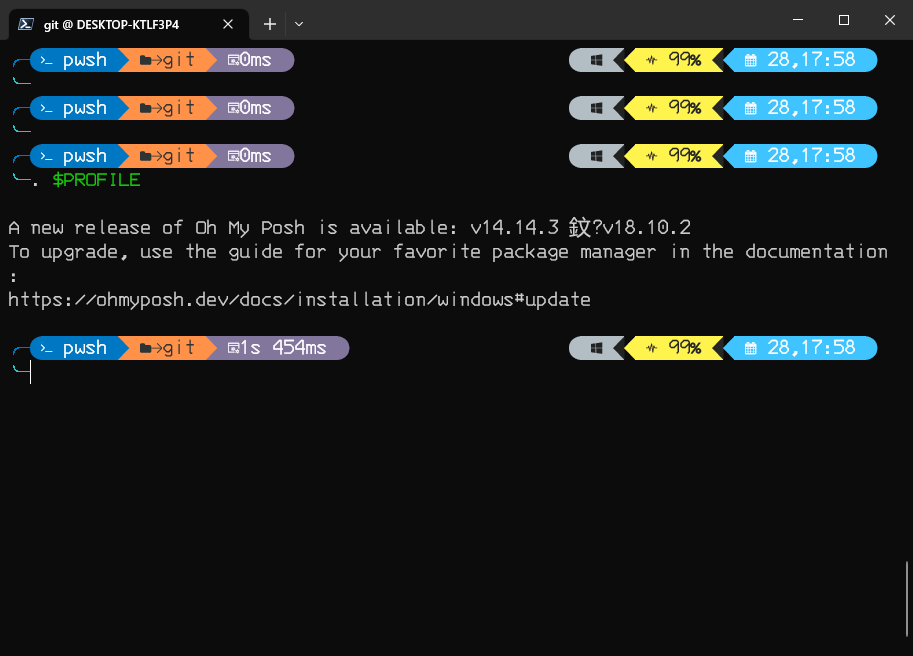 git @ DESKTOP-KTLF3P4
pwsh →git 0ms 99% 28,17:58
pwsh →git 0ms 99% 28,17:58
pwsh →git 0ms 99% 28,17:58
. $PROFILE
A new release of Oh My Posh is available: v14.14.3 鈫?v18.10.2
To upgrade, use the guide for your favorite package manager in the documentation
:
https://ohmyposh.dev/docs/installation/windows#update
pwsh →git 1s 454ms 99% 28,17:58